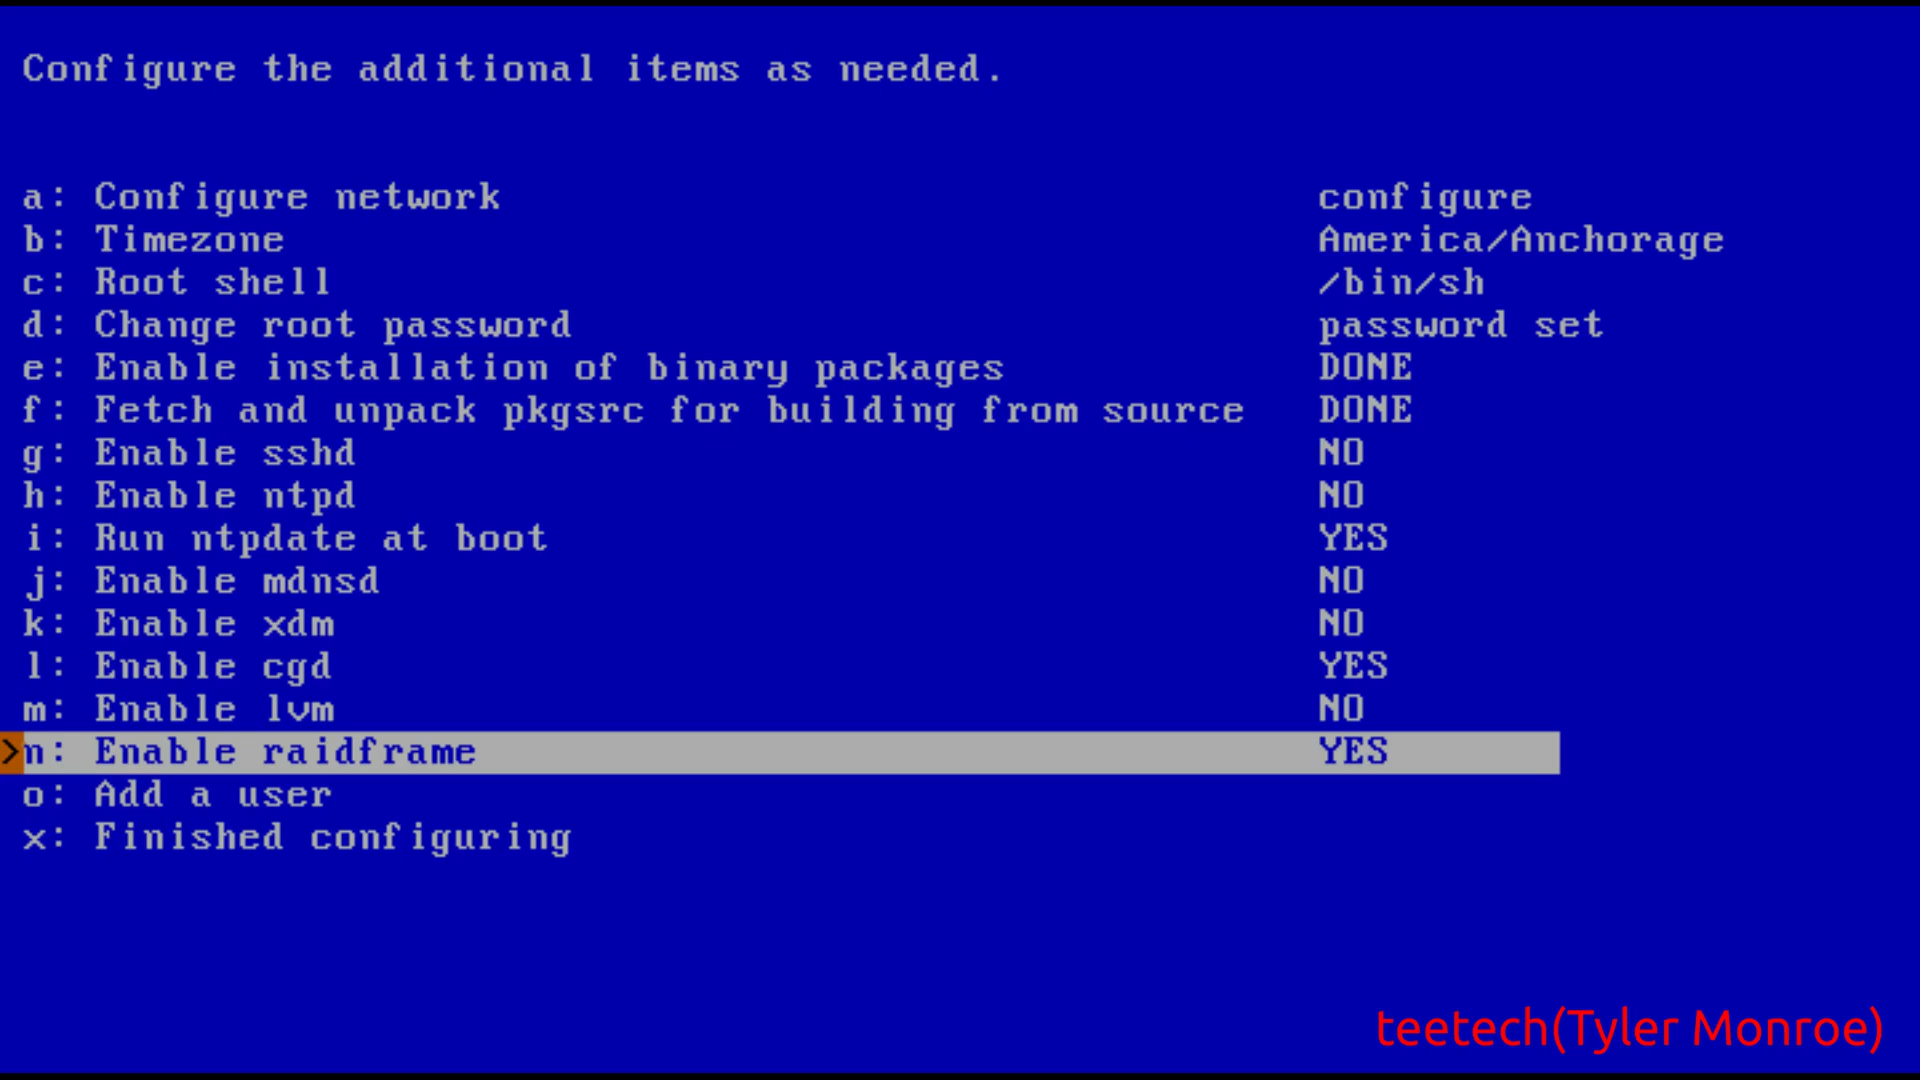 Configure the additional items as needed.
a: Configure network configure
b: Timezone America/Anchorage
c: Root shell /bin/sh
d: Change root password password set
e: Enable installation of binary packages DONE
f: Fetch and unpack pkgsrc for building from source DONE
g: Enable sshd NO
h: Enable ntpd NO
i: Run ntpdate at boot YES
j: Enable mdnsd NO
k: Enable xdm NO
l: Enable cgd YES
m: Enable lvm NO
>n: Enable raidframe YES
o: Add a user
x: Finished configuring
teetech(Tyler Monroe)